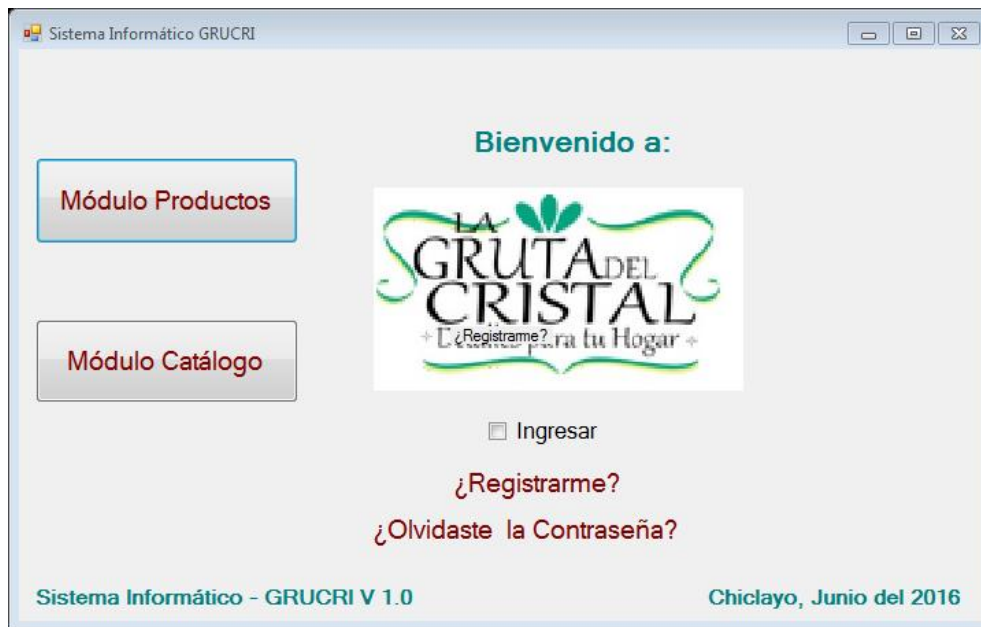 Sistema Informático GRUCRI
Bienvenido a:
Módulo Productos
LA
GRUTA DEL
CRISTAL
¿Registrarme?
para tu Hogar
Módulo Catálogo
Ingresar
¿Registrarme?
¿Olvidaste la Contraseña?
Sistema Informático - GRUCRI V 1.0
Chiclayo, Junio del 2016